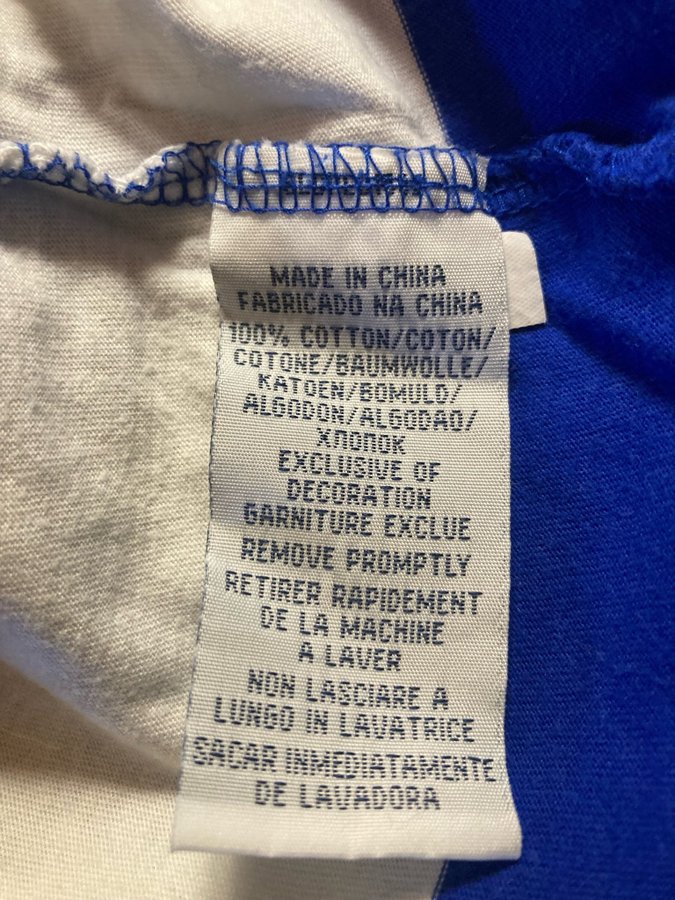 MADE IN CHINA
FABRICADO NA CHINA
100% COTTON/COTON/
COTONE/BAUMWOLLE/
KATOEN/BOMULD/
ALGODON/ALGODAO/
ХЛОПОК
EXCLUSIVE OF
DECORATION
GARNITURE EXCLUE
REMOVE PROMPTLY
RETIRER RAPIDEMENT
DE LA MACHINE
A LAVER
NON LASCIARE A
LUNGO IN LAVATRICE
SACAR INMEDIATAMENTE
DE LAVADORA